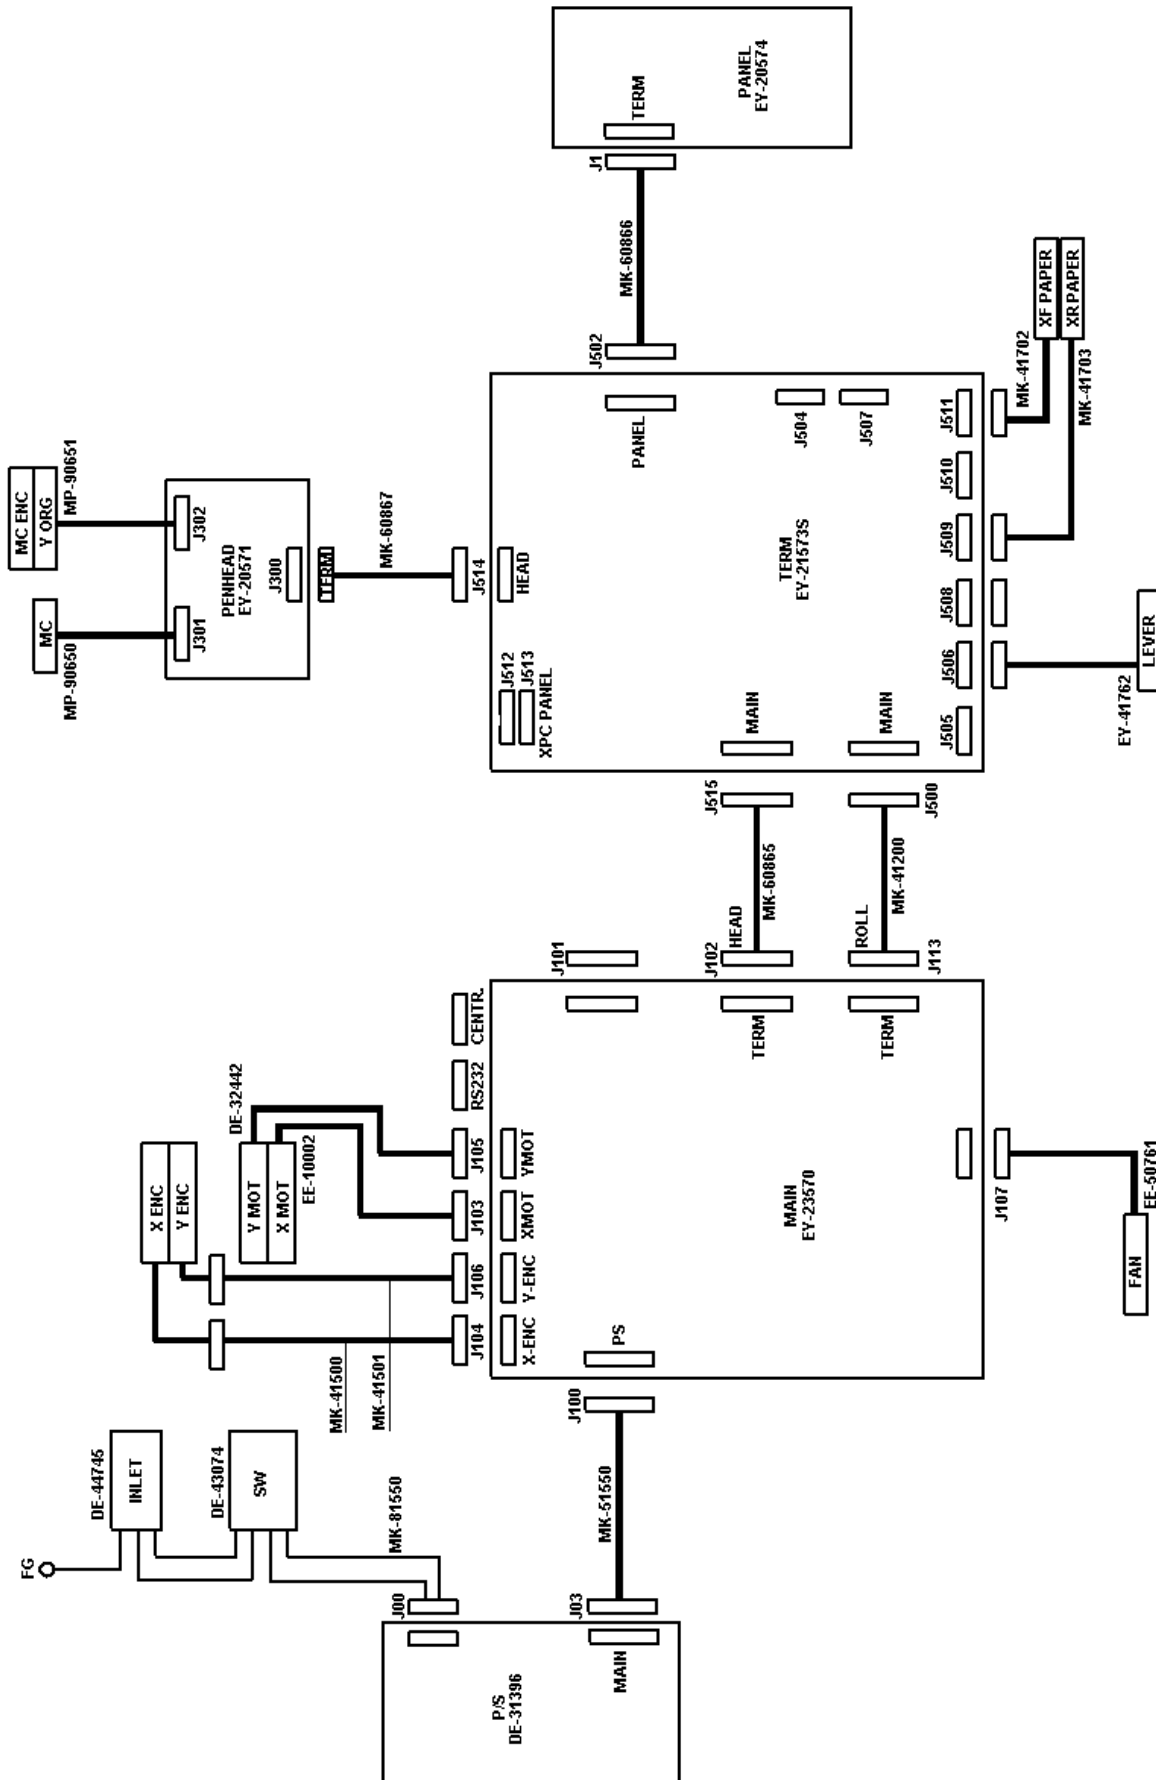 FG
DE-44745
INLET
DE-43074
SW
MK-81550
J00
P/S
DE-31396
MAIN
J03
MK-51550
J100
PS
MK-41500
MK-41501
X ENC
Y ENC
DE-32442
Y MOT
X MOT
EE-10002
J104
J106
J103
J105
RS232
CENTR.
X-ENC
Y-ENC
XMOT
YMOT
MAIN
EY-23570
J107
FAN
EE-50761
J101
J102
HEAD
TERM
ROLL
TERM
J113
MK-60865
MK-41200
J515
J500
MC
MP-90650
MC ENC
Y ORG
MP-90651
J301
J302
PENHEAD
EY-20571
J300
TERM
MK-60867
J514
HEAD
J512
J513
XPC PANEL
MAIN
MAIN
TERM
EY-21573S
PANEL
J504
J507
J505
J506
J508
J509
J510
J511
EY-41762
LEVER
MK-41702
MK-41703
XF PAPER
XR PAPER
J502
MK-60866
J1
TERM
PANEL
EY-20574